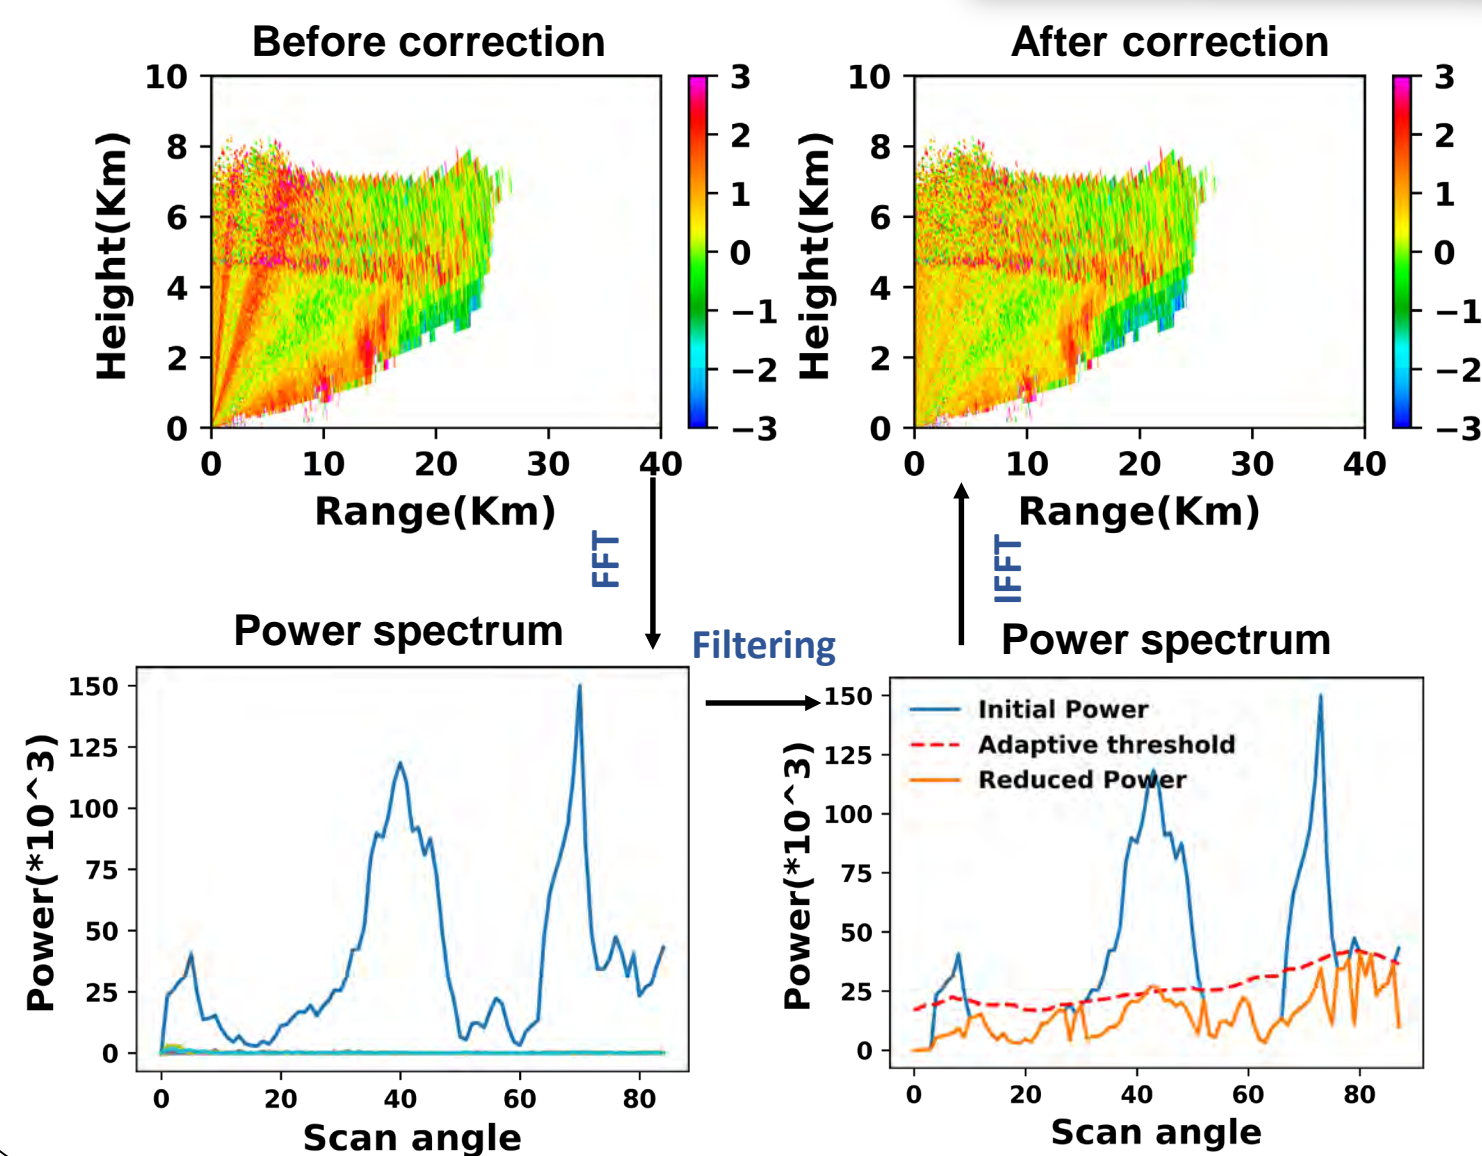 Before correction
After correction
10
8
6
4
2
0
Height(Km)
0 10 20 30 40
Range(Km)
3
2
1
0
−1
−2
−3
10
8
6
4
2
0
Height(Km)
0 10 20 30 40
Range(Km)
3
2
1
0
−1
−2
−3
FFT
IFFT
Filtering
Power spectrum
150
125
100
75
50
25
0
Power(*10^3)
0 20 40 60 80
Scan angle
Power spectrum
150
125
100
75
50
25
0
Power(*10^3)
Initial Power
Adaptive threshold
Reduced Power
0 20 40 60 80
Scan angle